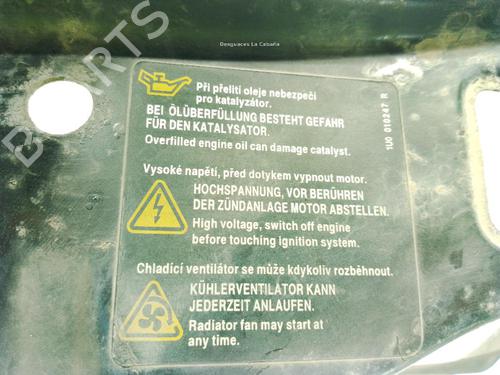 Desguaces La Cabaña
B PARTS
Při přelití oleje nebezpečí
pro katalyzátor.
BEI ÖLÜBERFÜLLUNG BESTEHT GEFAHR
FÜR DEN KATALYSATOR.
Overfilled engine oil can damage catalyst.
1U0 010247 R
Vysoké napětí, před dotykem vypnout motor.
HOCHSPANNUNG, VOR BERÜHREN
DER ZÜNDANLAGE MOTOR ABSTELLEN.
High voltage, switch off engine
before touching ignition system.
Chladící ventilátor se může kdykoliv rozběhnout.
KÜHLERVENTILATOR KANN
JEDERZEIT ANLAUFEN.
Radiator fan may start at
any time.